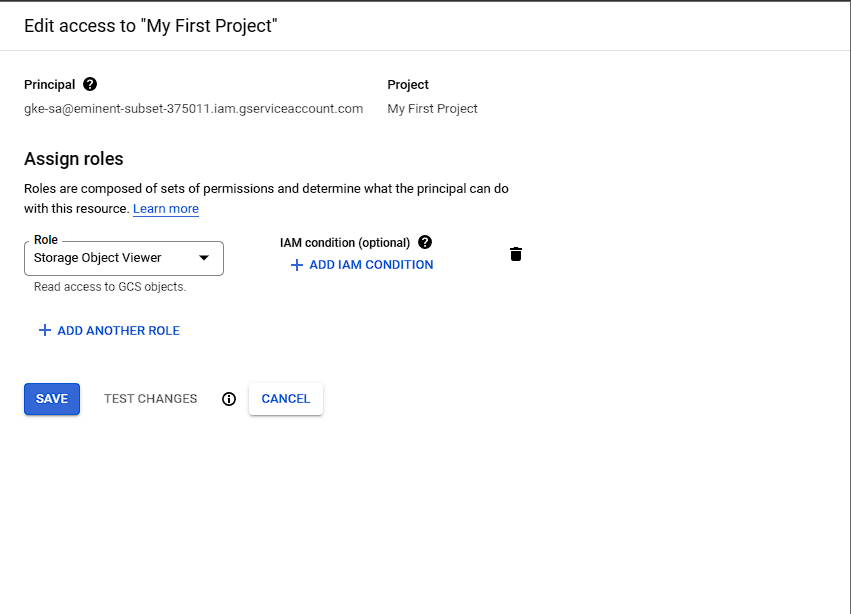 Edit access to "My First Project"
Principal
Project
gke-sa@eminent-subset-375011.iam.gserviceaccount.com
My First Project
Assign roles
Roles are composed of sets of permissions and determine what the principal can do
with this resource. Learn more
Role
Storage Object Viewer
IAM condition (optional)
ADD IAM CONDITION
Read access to GCS objects.
ADD ANOTHER ROLE
SAVE
TEST CHANGES
CANCEL